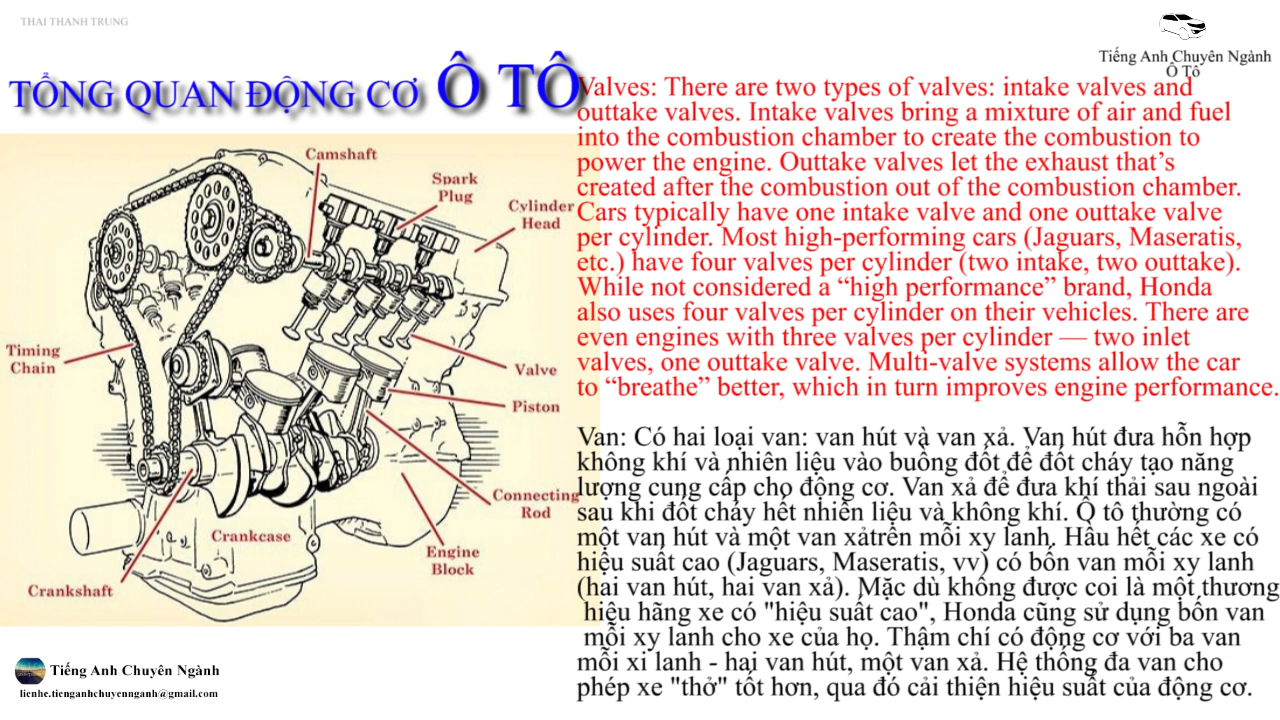 THAI THANH TRUNG
Tiếng Anh Chuyên Ngành
Ô Tô
TỔNG QUAN ĐỘNG CƠ Ô TÔ
Camshaft
Spark
Plug
Cylinder
Head
Timing
Chain
Valve
Piston
Connecting
Rod
Crankcase
Engine
Block
Crankshaft
Valves: There are two types of valves: intake valves and
outtake valves. Intake valves bring a mixture of air and fuel
into the combustion chamber to create the combustion to
power the engine. Outtake valves let the exhaust that’s
created after the combustion out of the combustion chamber.
Cars typically have one intake valve and one outtake valve
per cylinder. Most high-performing cars (Jaguars, Maseratis,
etc.) have four valves per cylinder (two intake, two outtake).
While not considered a “high performance” brand, Honda
also uses four valves per cylinder on their vehicles. There are
even engines with three valves per cylinder — two inlet
valves, one outtake valve. Multi-valve systems allow the car
to “breathe” better, which in turn improves engine performance.
Van: Có hai loại van: van hút và van xả. Van hút đưa hỗn hợp
không khí và nhiên liệu vào buồng đốt để đốt cháy tạo năng
lượng cung cấp cho động cơ. Van xả để đưa khí thải sau ngoài
sau khi đốt cháy hết nhiên liệu và không khí. Ô tô thường có
một van hút và một van xảtrên mỗi xy lanh. Hầu hết các xe có
hiệu suất cao (Jaguars, Maseratis, vv) có bốn van mỗi xy lanh
(hai van hút, hai van xả). Mặc dù không được coi là một thương
hiệu hãng xe có "hiệu suất cao", Honda cũng sử dụng bốn van
mỗi xy lanh cho xe của họ. Thậm chí có động cơ với ba van
mỗi xi lanh - hai van hút, một van xả. Hệ thống đa van cho
phép xe "thở" tốt hơn, qua đó cải thiện hiệu suất của động cơ.
Tiếng Anh Chuyên Ngành
lienhe.tienganhchuyennganh@gmail.com